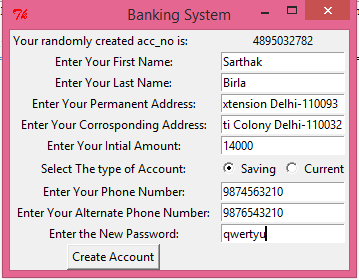 Banking System
Your randomly created acc_no is: 4895032782
Enter Your First Name: Sarthak
Enter Your Last Name: Birla
Enter Your Permanent Address: xtension Delhi-110093
Enter Your Corrosponding Address: ti Colony Delhi-110032
Enter Your Intial Amount: 14000
Select The type of Account: Saving Current
Enter Your Phone Number: 9874563210
Enter Your Alternate Phone Number: 9876543210
Enter the New Password: qwertyu
Create Account